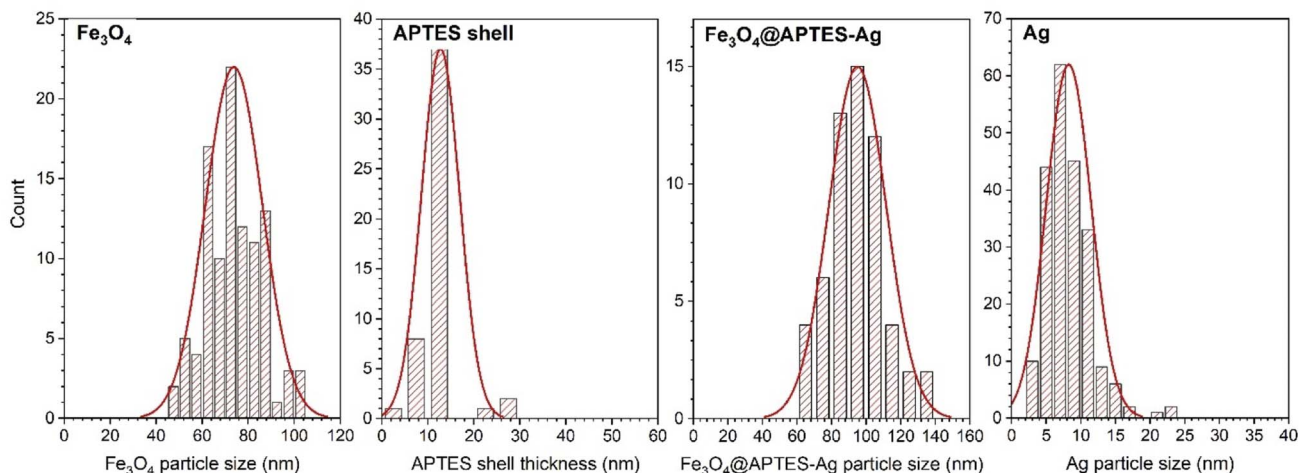 Fe₃O₄
APTES shell
Fe₃O₄@APTES-Ag
Ag
Count
25
20
15
10
5
0
0 20 40 60 80 100 120
Fe₃O₄ particle size (nm)
40
35
30
25
20
15
10
5
0
0 10 20 30 40 50 60
APTES shell thickness (nm)
15
10
5
0
0 20 40 60 80 100 120 140 160
Fe₃O₄@APTES-Ag particle size (nm)
70
60
50
40
30
20
10
0
0 5 10 15 20 25 30 35 40
Ag particle size (nm)